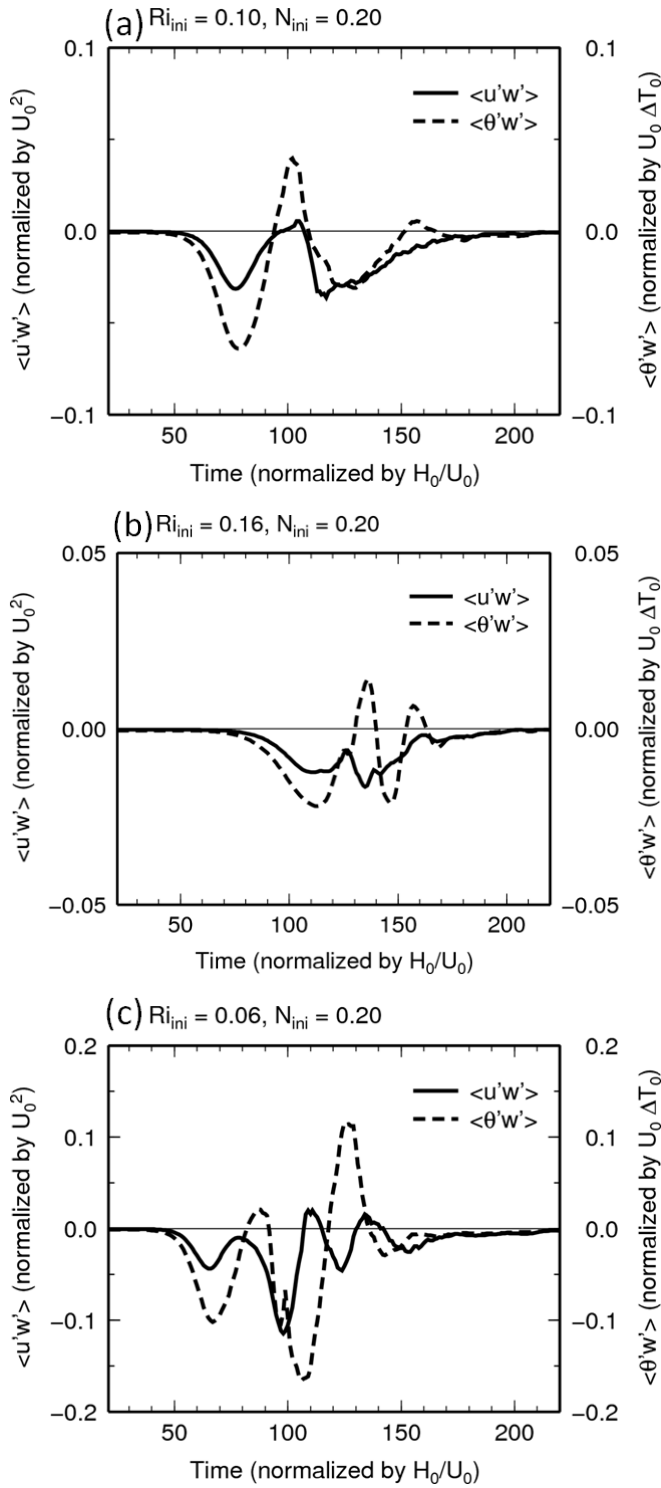 (a) Ri_ini = 0.10, N_ini = 0.20
0.1
0.0
−0.1
<u'w'> (normalized by U_0^2)
<u'w'>
<θ'w'>
0.1
0.0
−0.1
<θ'w'> (normalized by U_0 ΔT_0)
50 100 150 200
Time (normalized by H_0/U_0)
(b) Ri_ini = 0.16, N_ini = 0.20
0.05
0.00
−0.05
<u'w'> (normalized by U_0^2)
<u'w'>
<θ'w'>
0.05
0.00
−0.05
<θ'w'> (normalized by U_0 ΔT_0)
50 100 150 200
Time (normalized by H_0/U_0)
(c) Ri_ini = 0.06, N_ini = 0.20
0.2
0.1
0.0
−0.1
−0.2
<u'w'> (normalized by U_0^2)
<u'w'>
<θ'w'>
0.2
0.1
0.0
−0.1
−0.2
<θ'w'> (normalized by U_0 ΔT_0)
50 100 150 200
Time (normalized by H_0/U_0)